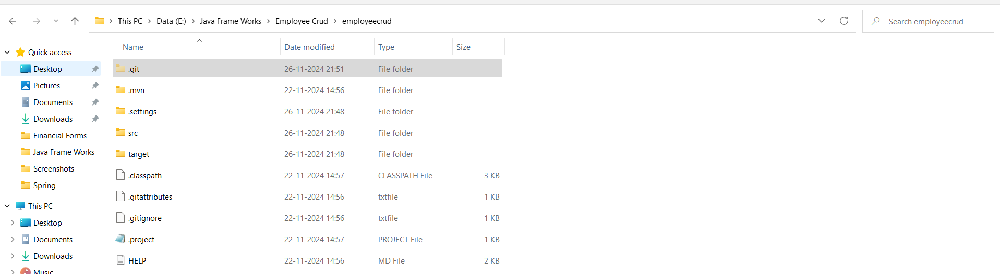 This PC > Data (E:) > Java Frame Works > Employee Crud > employeecrud
Search employeecrud
Name Date modified Type Size
Quick access
Desktop
Pictures
Documents
Downloads
Financial Forms
Java Frame Works
Screenshots
Spring
This PC
Desktop
Documents
Downloads
Music
.git 26-11-2024 21:51 File folder
.mvn 22-11-2024 14:56 File folder
.settings 26-11-2024 21:48 File folder
src 26-11-2024 21:48 File folder
target 26-11-2024 21:48 File folder
.classpath 22-11-2024 14:57 CLASSPATH File 3 KB
.gitattributes 22-11-2024 14:56 txtfile 1 KB
.gitignore 22-11-2024 14:56 txtfile 1 KB
.project 22-11-2024 14:57 PROJECT File 1 KB
HELP 22-11-2024 14:56 MD File 2 KB